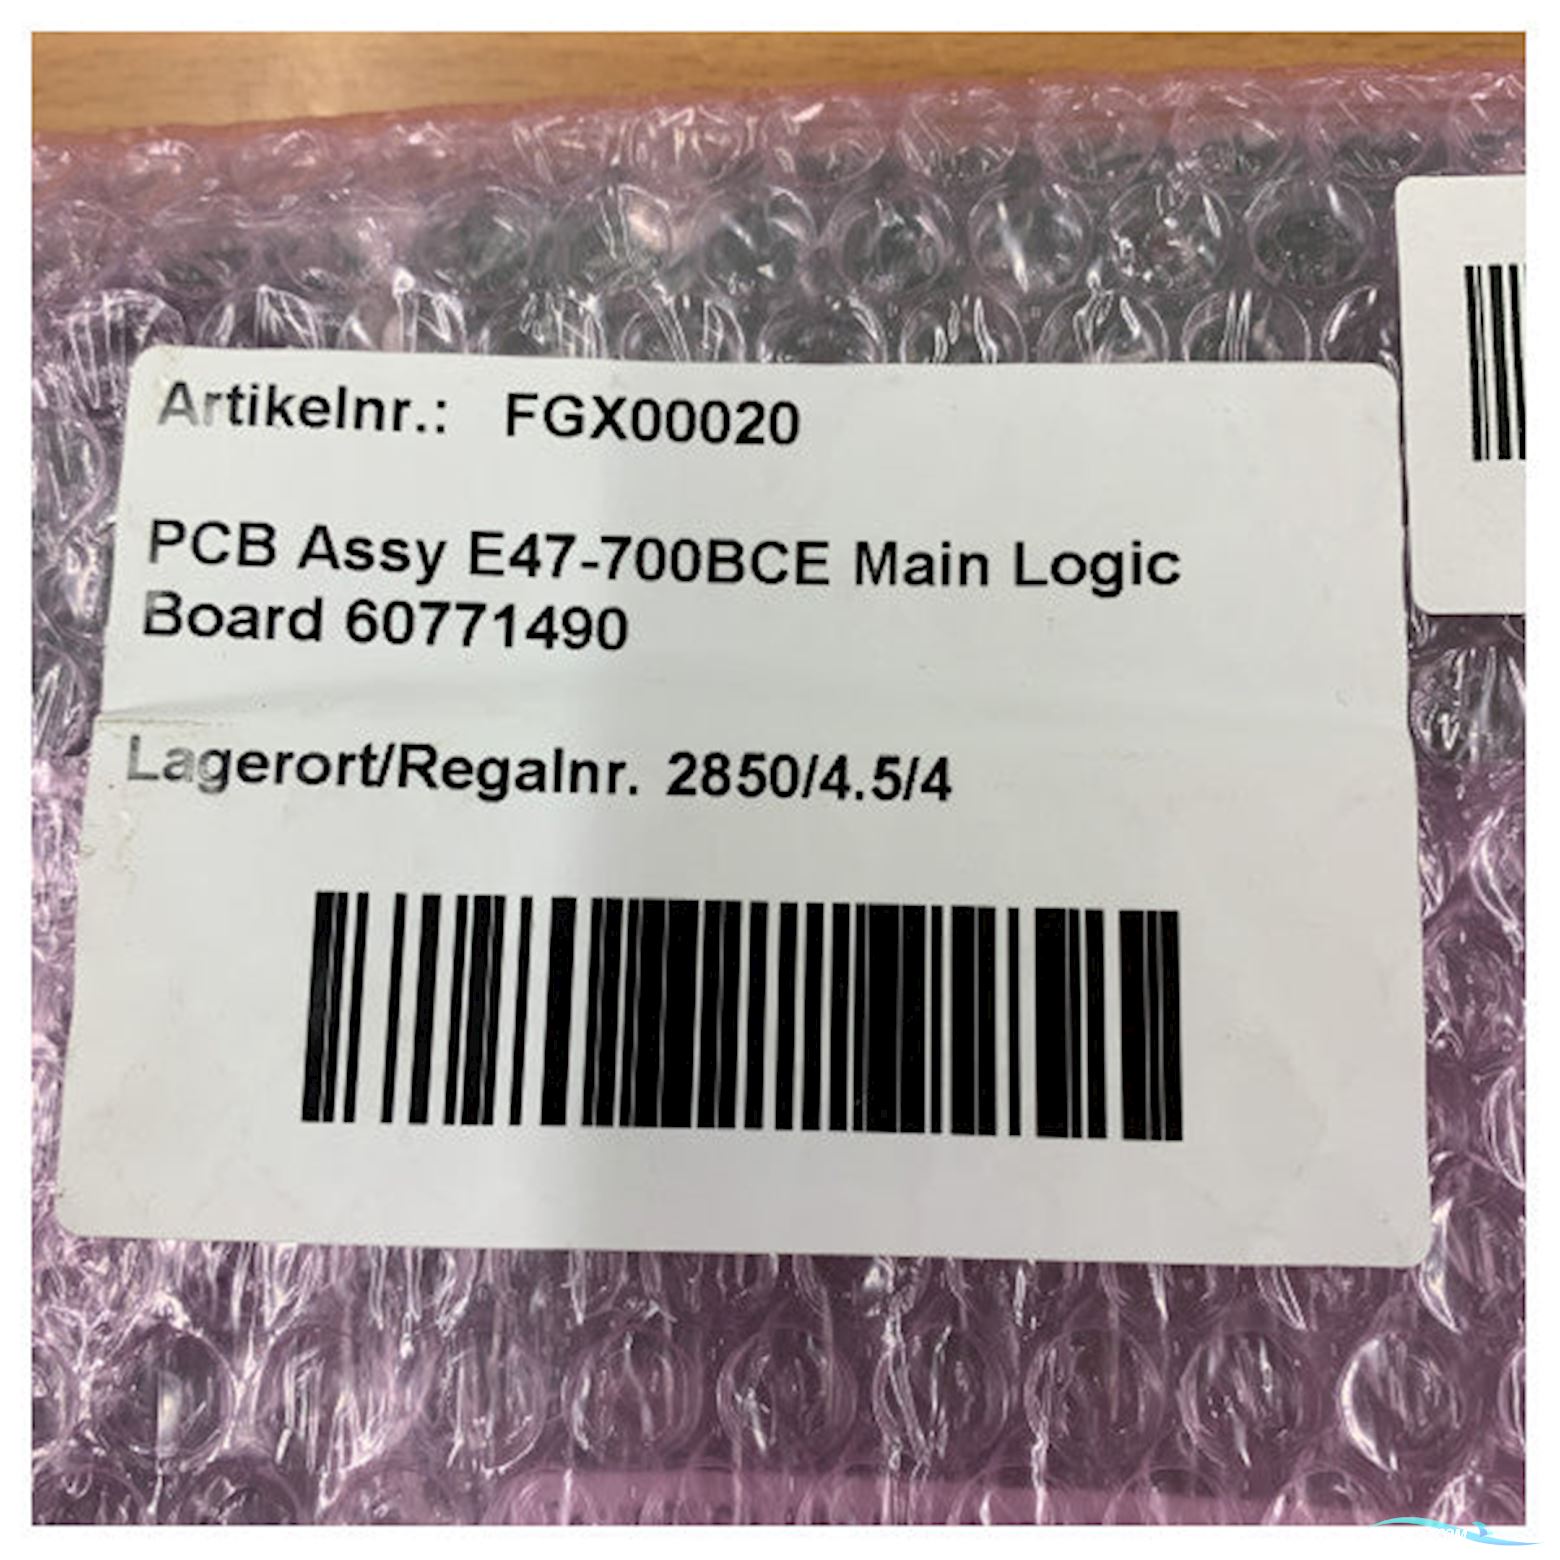 Artikelnr.: FGX00020
PCB Assy E47-700BCE Main Logic
Board 60771490
Lagerort/Regalnr. 2850/4.5/4